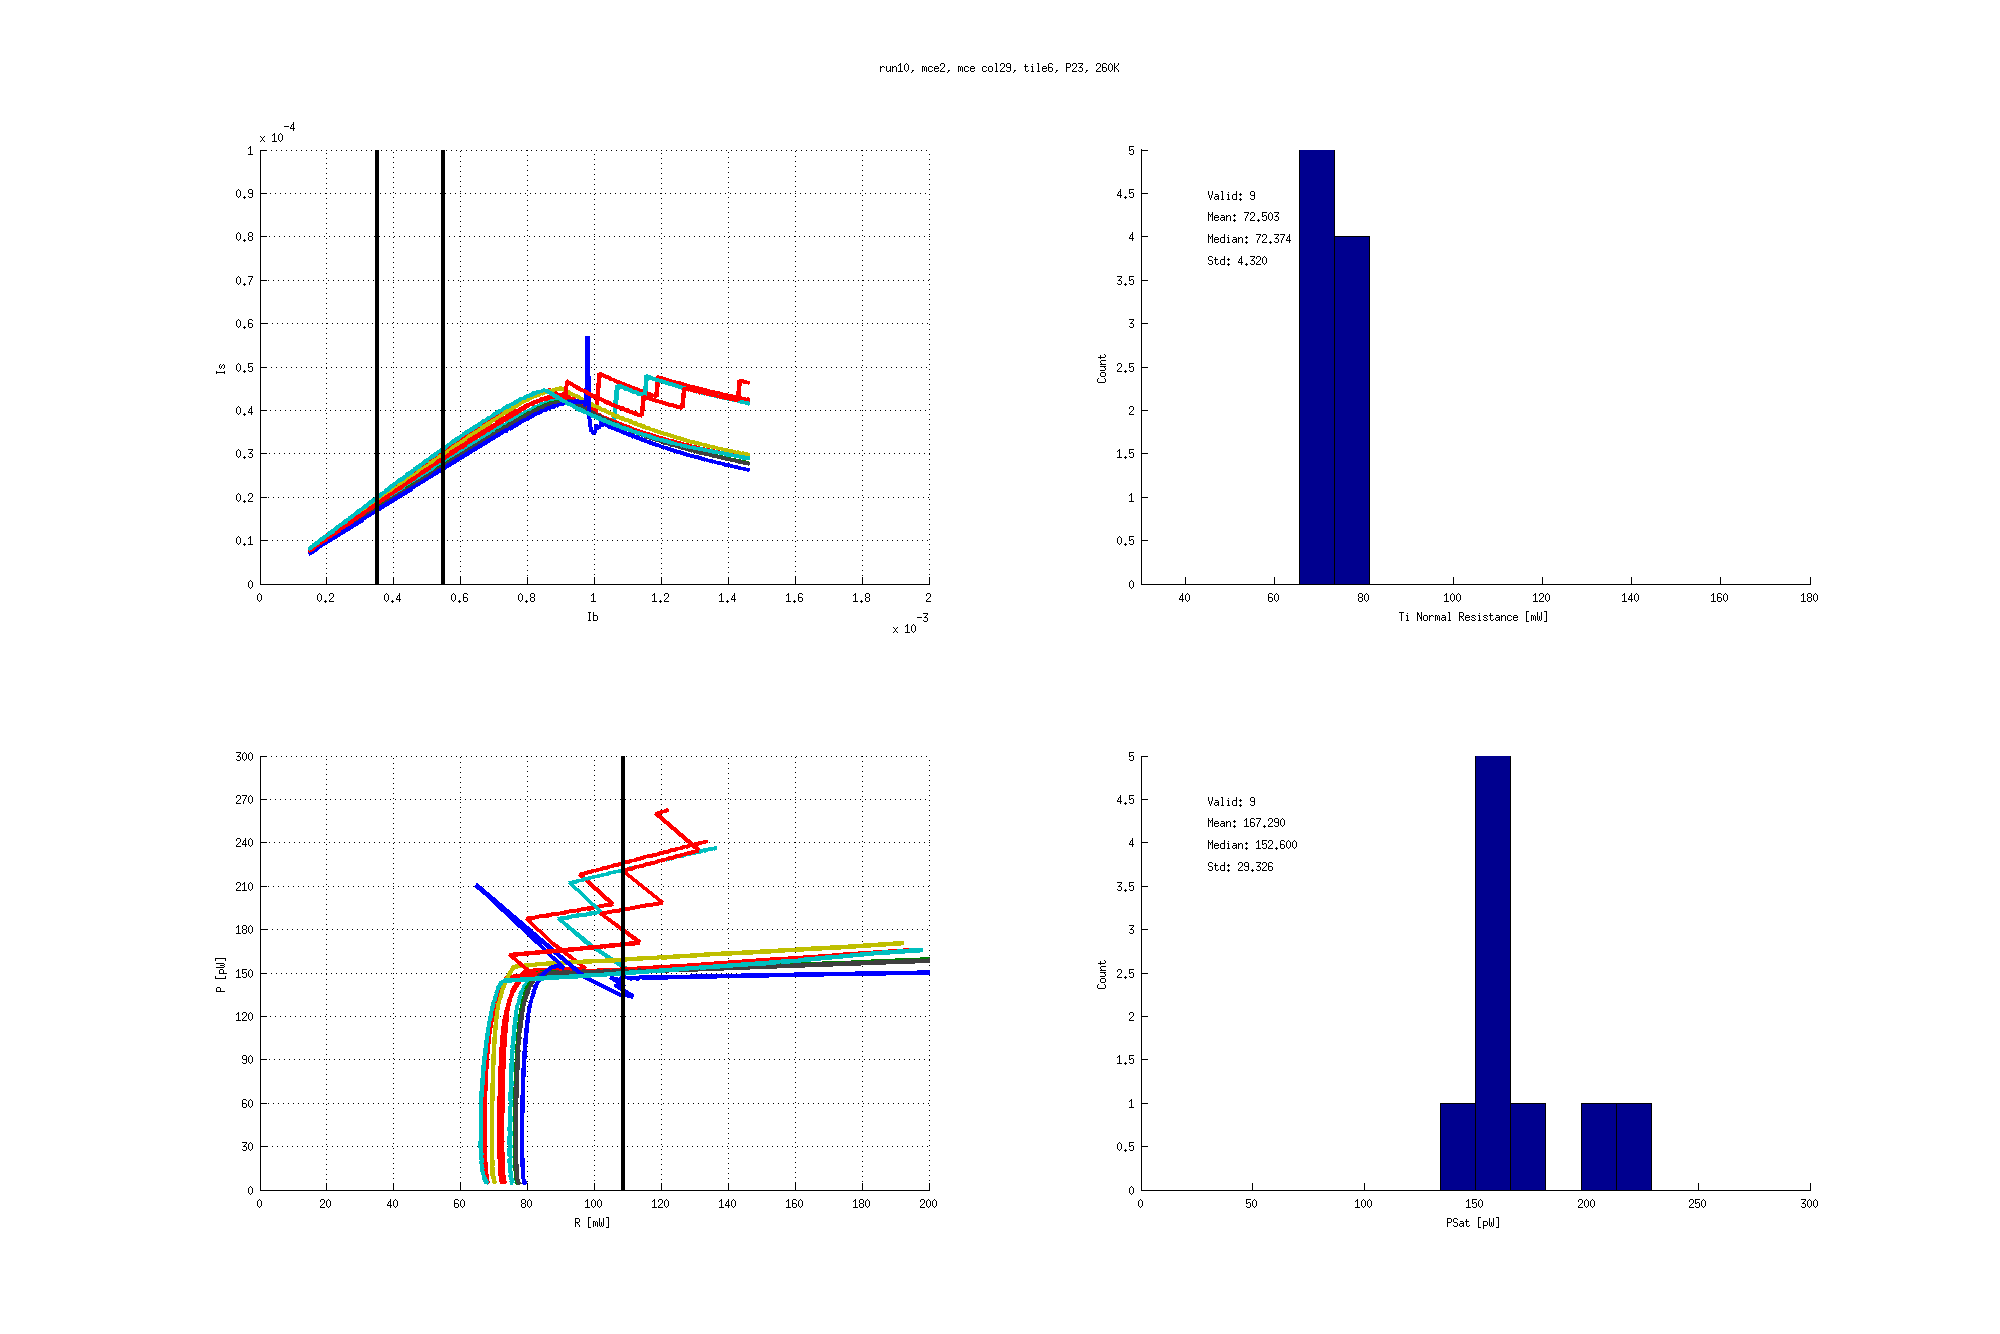 run10, mce2, mce col29, tile6, P23, 260K
x 10 -4
1
0.9
0.8
0.7
0.6
0.5
0.4
0.3
0.2
0.1
0
Is
0 0.2 0.4 0.6 0.8 1 1.2 1.4 1.6 1.8 2
Ib
x 10 -3
5
4.5
4
3.5
3
2.5
2
1.5
1
0.5
0
Count
Valid: 9
Mean: 72.503
Median: 72.374
Std: 4.320
40 60 80 100 120 140 160 180
Ti Normal Resistance [mW]
300
270
240
210
180
150
120
90
60
30
0
P [pW]
0 20 40 60 80 100 120 140 160 180 200
R [mW]
5
4.5
4
3.5
3
2.5
2
1.5
1
0.5
0
Count
Valid: 9
Mean: 167.290
Median: 152.600
Std: 29.326
0 50 100 150 200 250 300
PSat [pW]